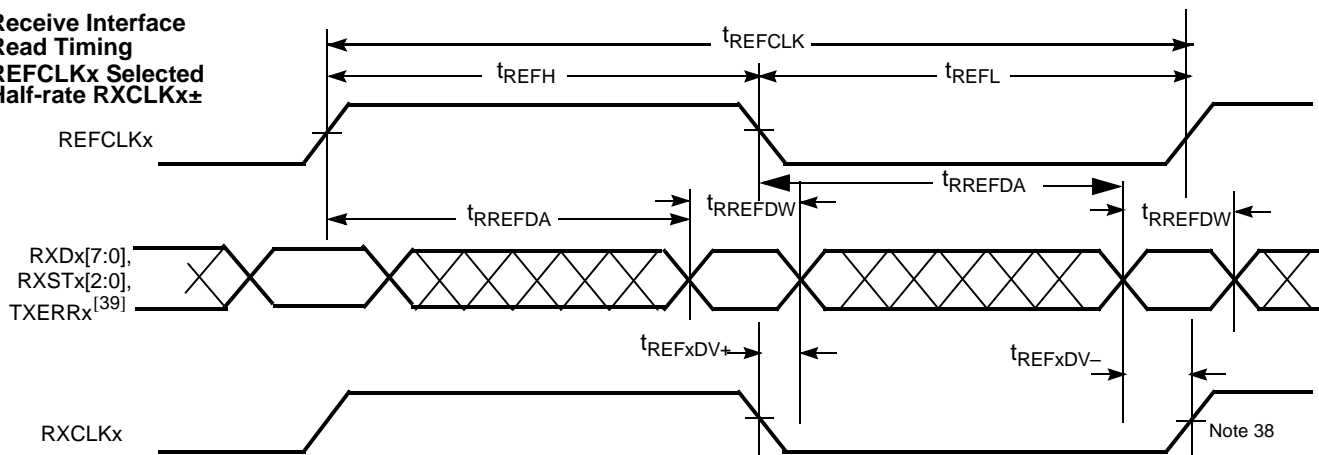 Receive Interface
Read Timing
REFCLKx Selected
Half-rate RXCLKx±
tREFCLK
tREFH
tREFL
REFCLKx
tRREFDA
tRREFDW
tRREFDA
tRREFDW
RXDx[7:0],
RXSTx[2:0],
TXERRx[39]
tREFxDV+
tREFxDV–
RXCLKx
Note 38